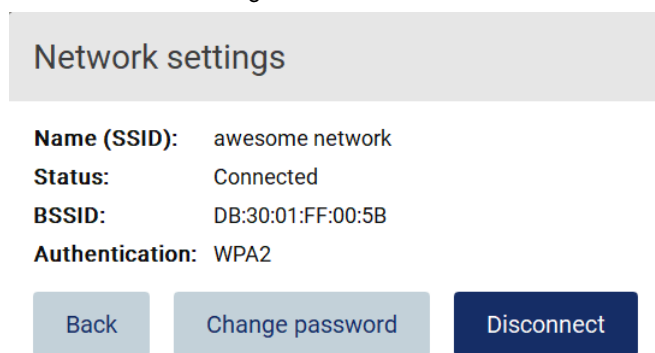 Network settings
Name (SSID): awesome network
Status: Connected
BSSID: DB:30:01:FF:00:5B
Authentication: WPA2
Back Change password Disconnect